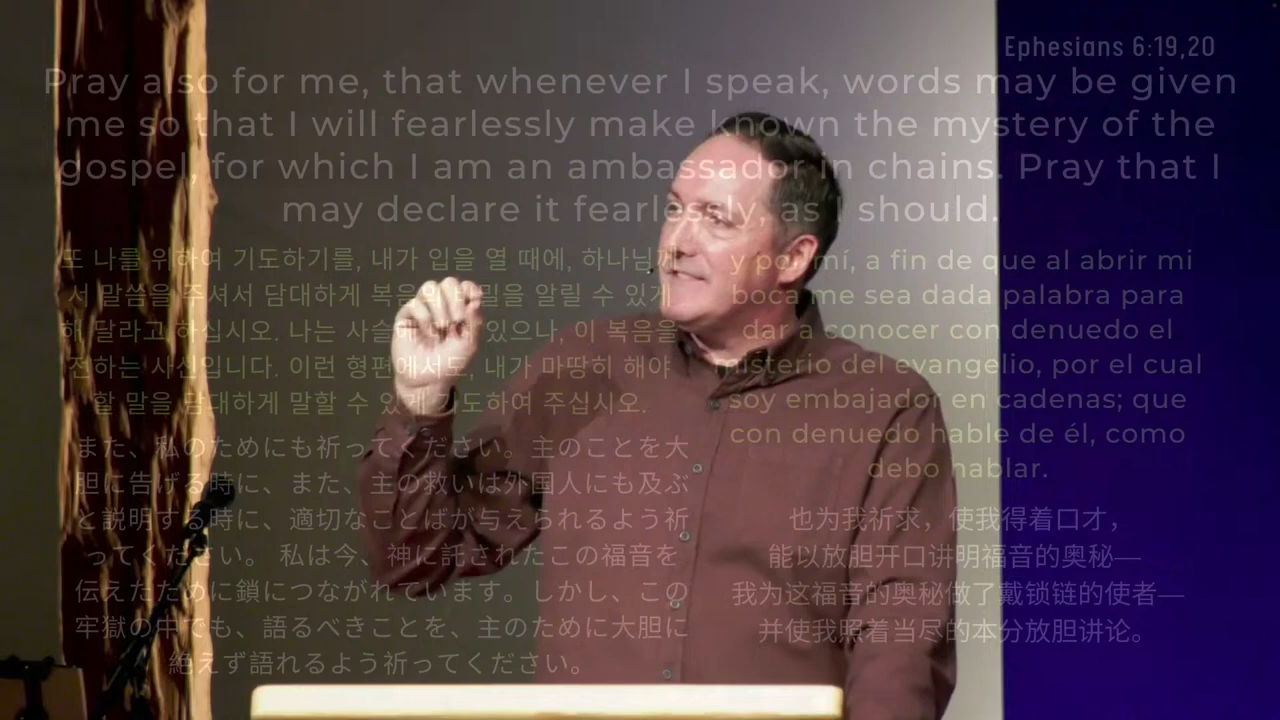 Ephesians 6:19,20
Pray also for me, that whenever I speak, words may be given
me so that I will fearlessly make known the mystery of the
gospel, for which I am an ambassador in chains. Pray that I
may declare it fearlessly, as I should.
또 나를 위하여 기도하기를, 내가 입을 열 때에, 하나님께
서 말씀을 주셔서 담대하게 복음의 비밀을 알릴 수 있게
해 달라고 하십시오. 나는 사슬에 있으나, 이 복음을
전하는 사신입니다. 이런 형편에서도, 내가 마땅히 해야
할 말을 담대하게 말할 수 있게 기도하여 주십시오.
y por mí, a fin de que al abrir mi
boca me sea dada palabra para
dar a conocer con denuedo el
misterio del evangelio, por el cual
soy embajador en cadenas; que
con denuedo hable de él, como
debo hablar.
また、私のためにも祈ってください。主のことを大
胆に告げる時に、また、主の救いは外国人にも及ぶ
と説明する時に、適切なことばが与えられるよう祈
ってください。 私は今、神に託されたこの福音を
伝えたために鎖につながれています。しかし、この
牢獄の中でも、語るべきことを、主のために大胆に
絶えず語れるよう祈ってください。
也为我祈求，使我得着口才，
能以放胆开口讲明福音的奥秘—
我为这福音的奥秘做了戴锁链的使者—
并使我照着当尽的本分放胆讲论。